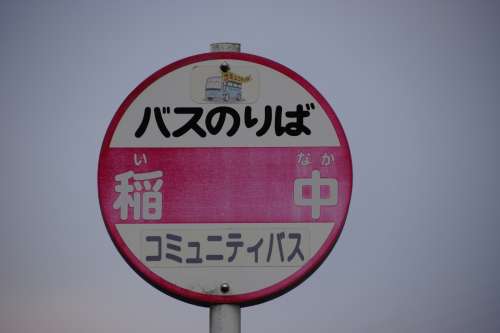 バスのりば
い なか
稲 中
コミュニティバス